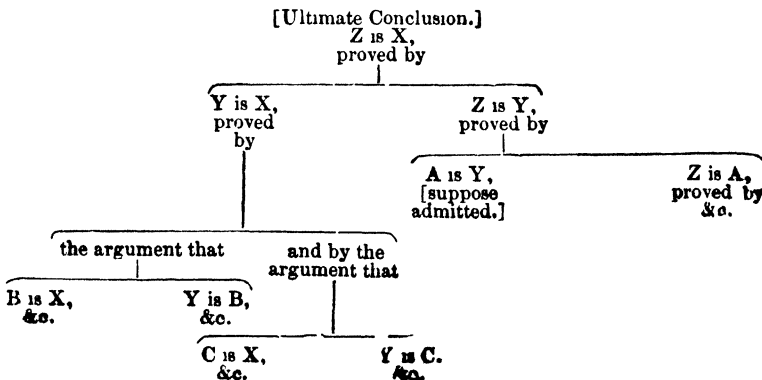 [Ultimate Conclusion.]
Z is X,
proved by
Y is X, Z is Y,
proved proved by
by
A is Y, Z is A,
[suppose proved by
admitted.] &c.
the argument that and by the
argument that
B is X, Y is B,
&c. &c.
C is X, Y is C.
&c. &c.